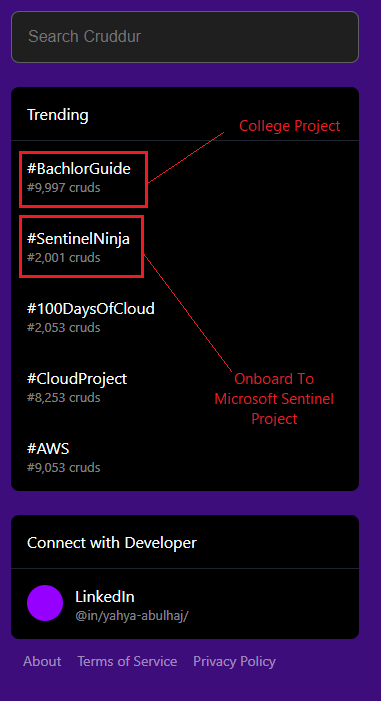 Search Cruddur
Trending
College Project
#BachlorGuide
#9,997 cruds
#SentinelNinja
#2,001 cruds
#100DaysOfCloud
#2,053 cruds
#CloudProject
#8,253 cruds
Onboard To
Microsoft Sentinel
Project
#AWS
#9,053 cruds
Connect with Developer
LinkedIn
@in/yahya-abulhaj/
About Terms of Service Privacy Policy